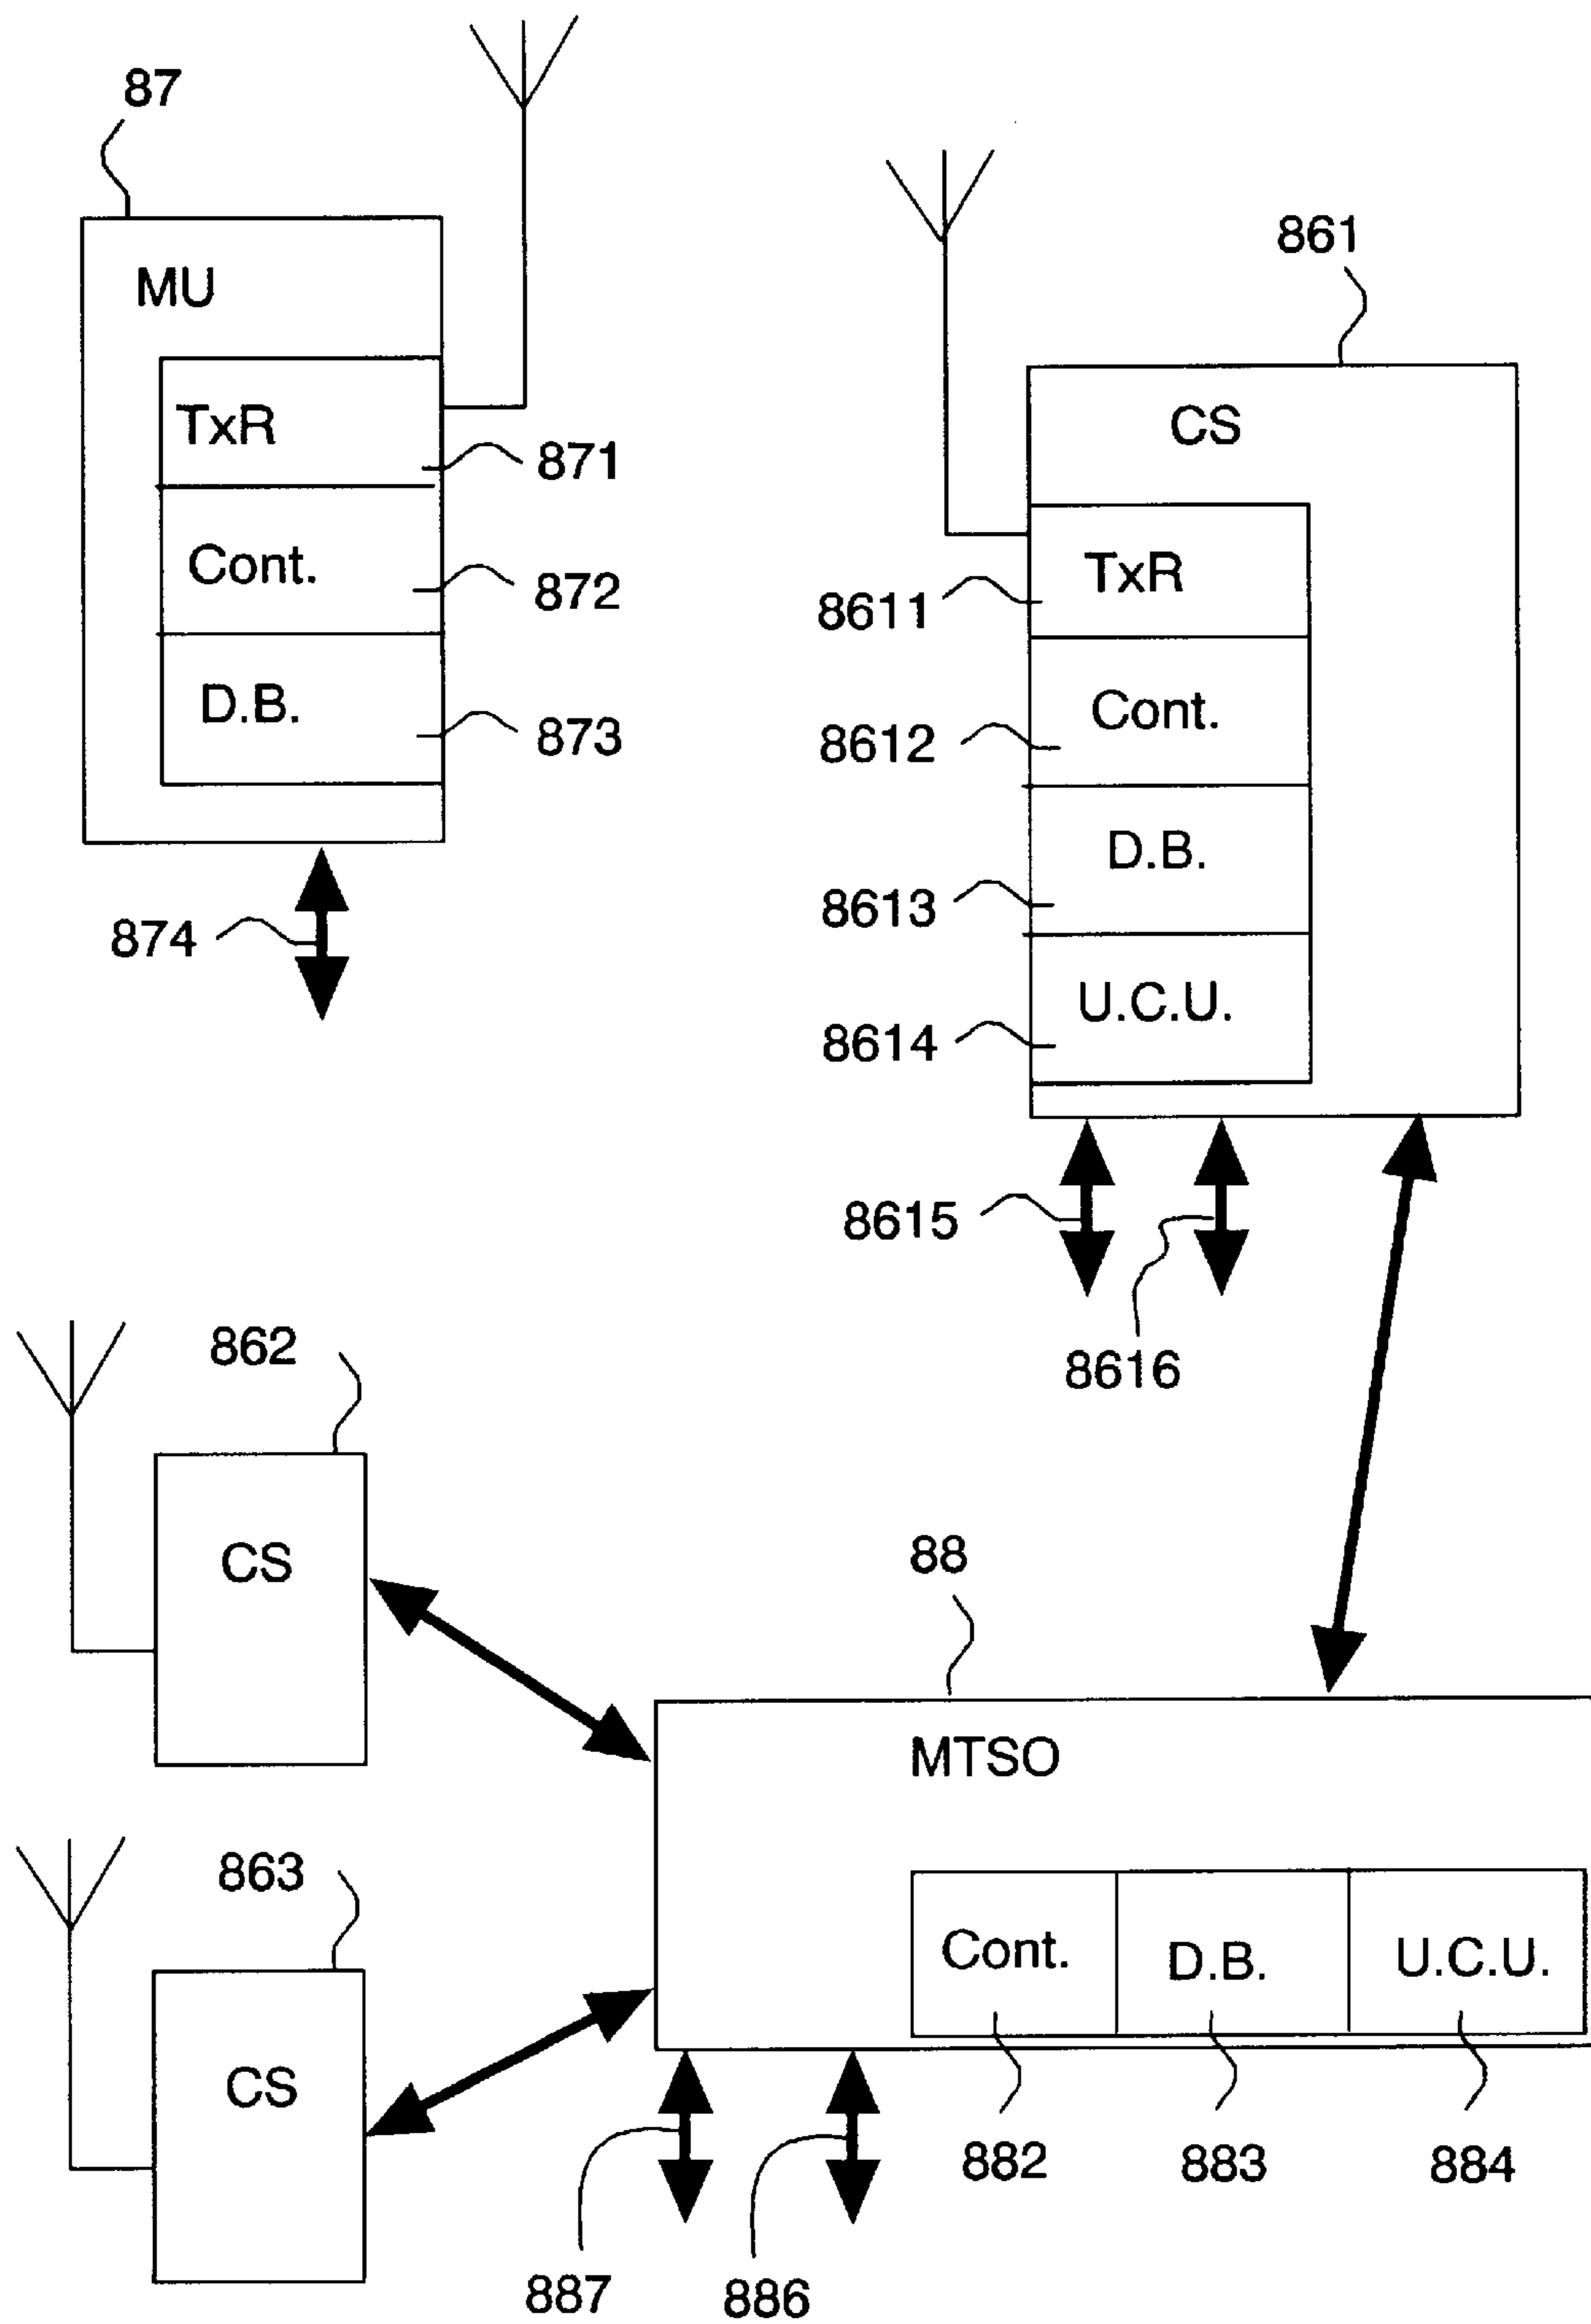 87
MU
TxR
871
Cont.
872
D.B.
873
874
861
CS
TxR
8611
Cont.
8612
D.B.
8613
U.C.U.
8614
8615
8616
862
CS
863
CS
88
MTSO
Cont.
D.B.
U.C.U.
882
883
884
887
886